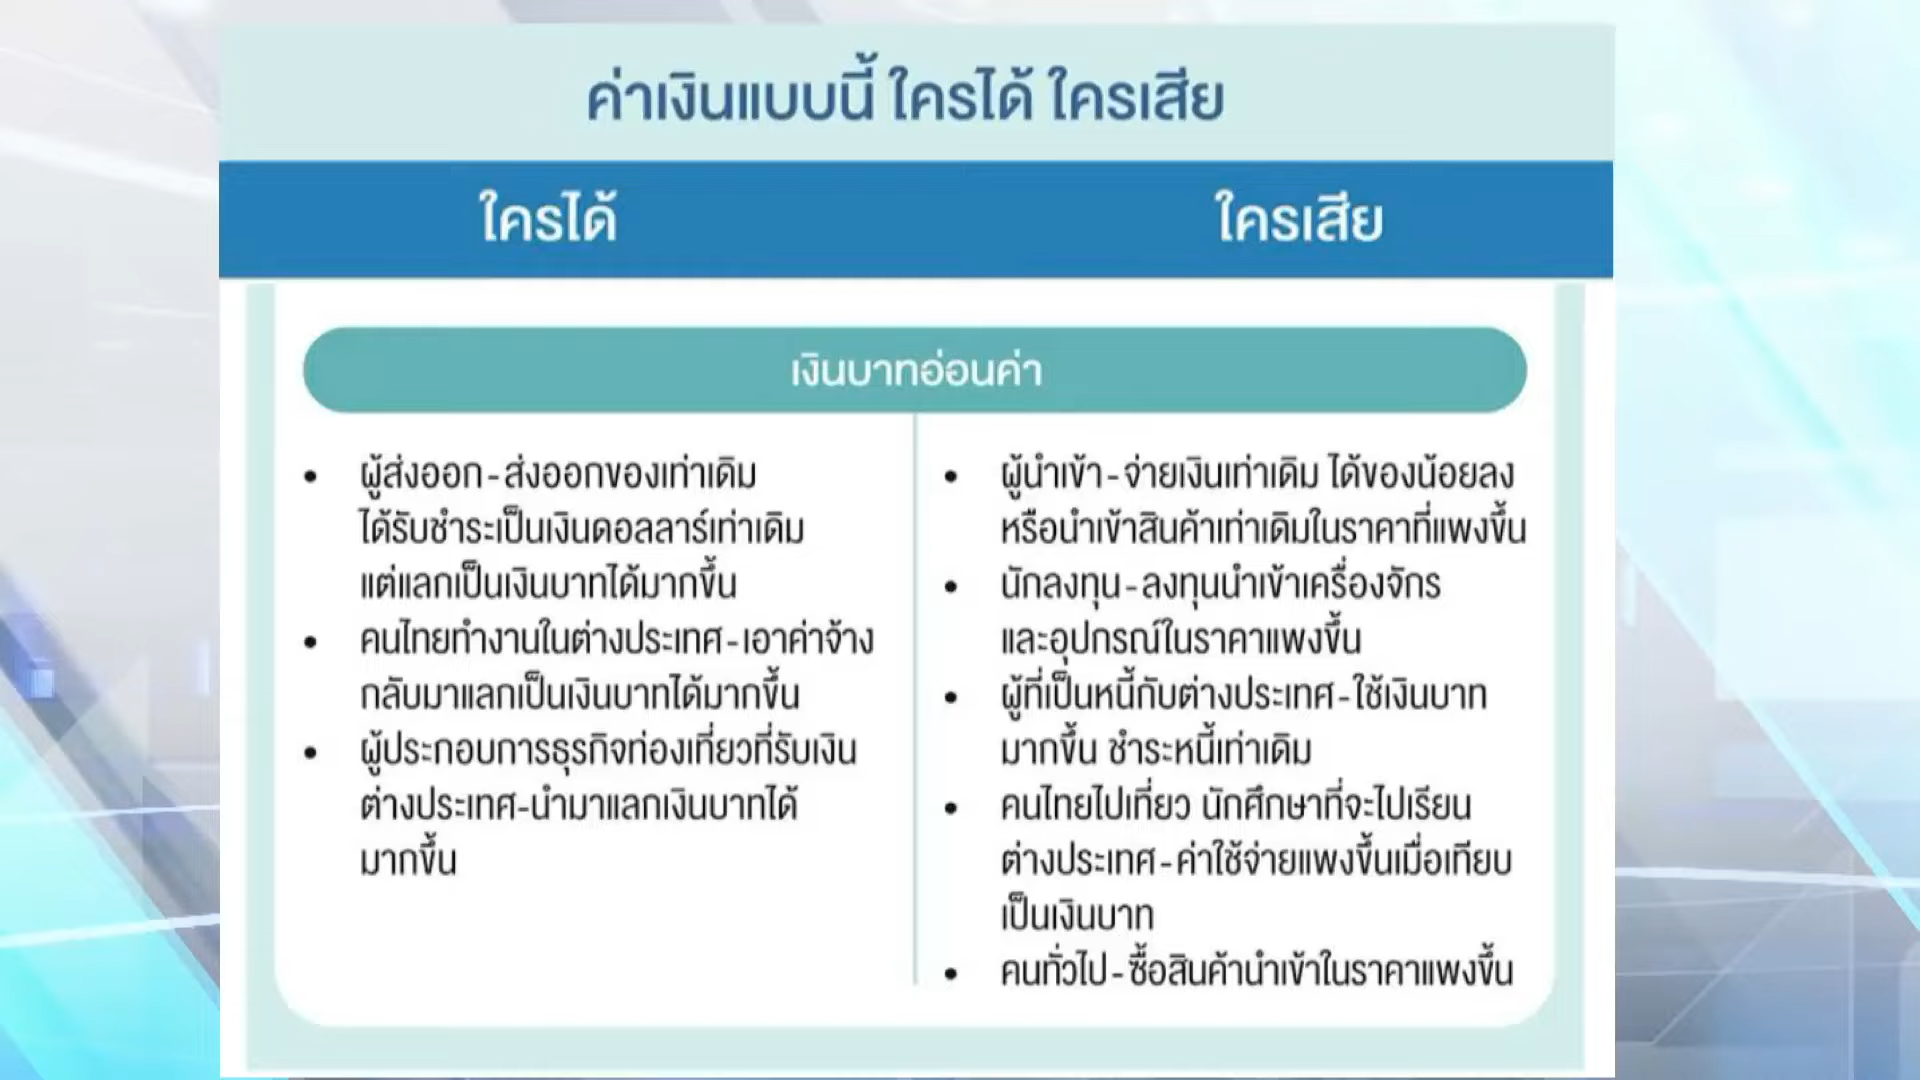 ค่าเงินแบบนี้ ใครได้ ใครเสีย
ใครได้
ใครเสีย
เงินบาทอ่อนค่า
• ผู้ส่งออก-ส่งออกของเท่าเดิม
ได้รับชำระเป็นเงินดอลลาร์เท่าเดิม
แต่แลกเป็นเงินบาทได้มากขึ้น
• คนไทยทำงานในต่างประเทศ-เอาค่าจ้าง
กลับมาแลกเป็นเงินบาทได้มากขึ้น
• ผู้ประกอบการธุรกิจท่องเที่ยวที่รับเงิน
ต่างประเทศ-นำมาแลกเงินบาทได้
มากขึ้น
• ผู้นำเข้า-จ่ายเงินเท่าเดิม ได้ของน้อยลง
หรือนำเข้าสินค้าเท่าเดิมในราคาที่แพงขึ้น
• นักลงทุน-ลงทุนนำเข้าเครื่องจักร
และอุปกรณ์ในราคาแพงขึ้น
• ผู้ที่เป็นหนี้กับต่างประเทศ-ใช้เงินบาท
มากขึ้น ชำระหนี้เท่าเดิม
• คนไทยไปเที่ยว นักศึกษาที่จะไปเรียน
ต่างประเทศ-ค่าใช้จ่ายแพงขึ้นเมื่อเทียบ
เป็นเงินบาท
• คนทั่วไป-ซื้อสินค้านำเข้าในราคาแพงขึ้น